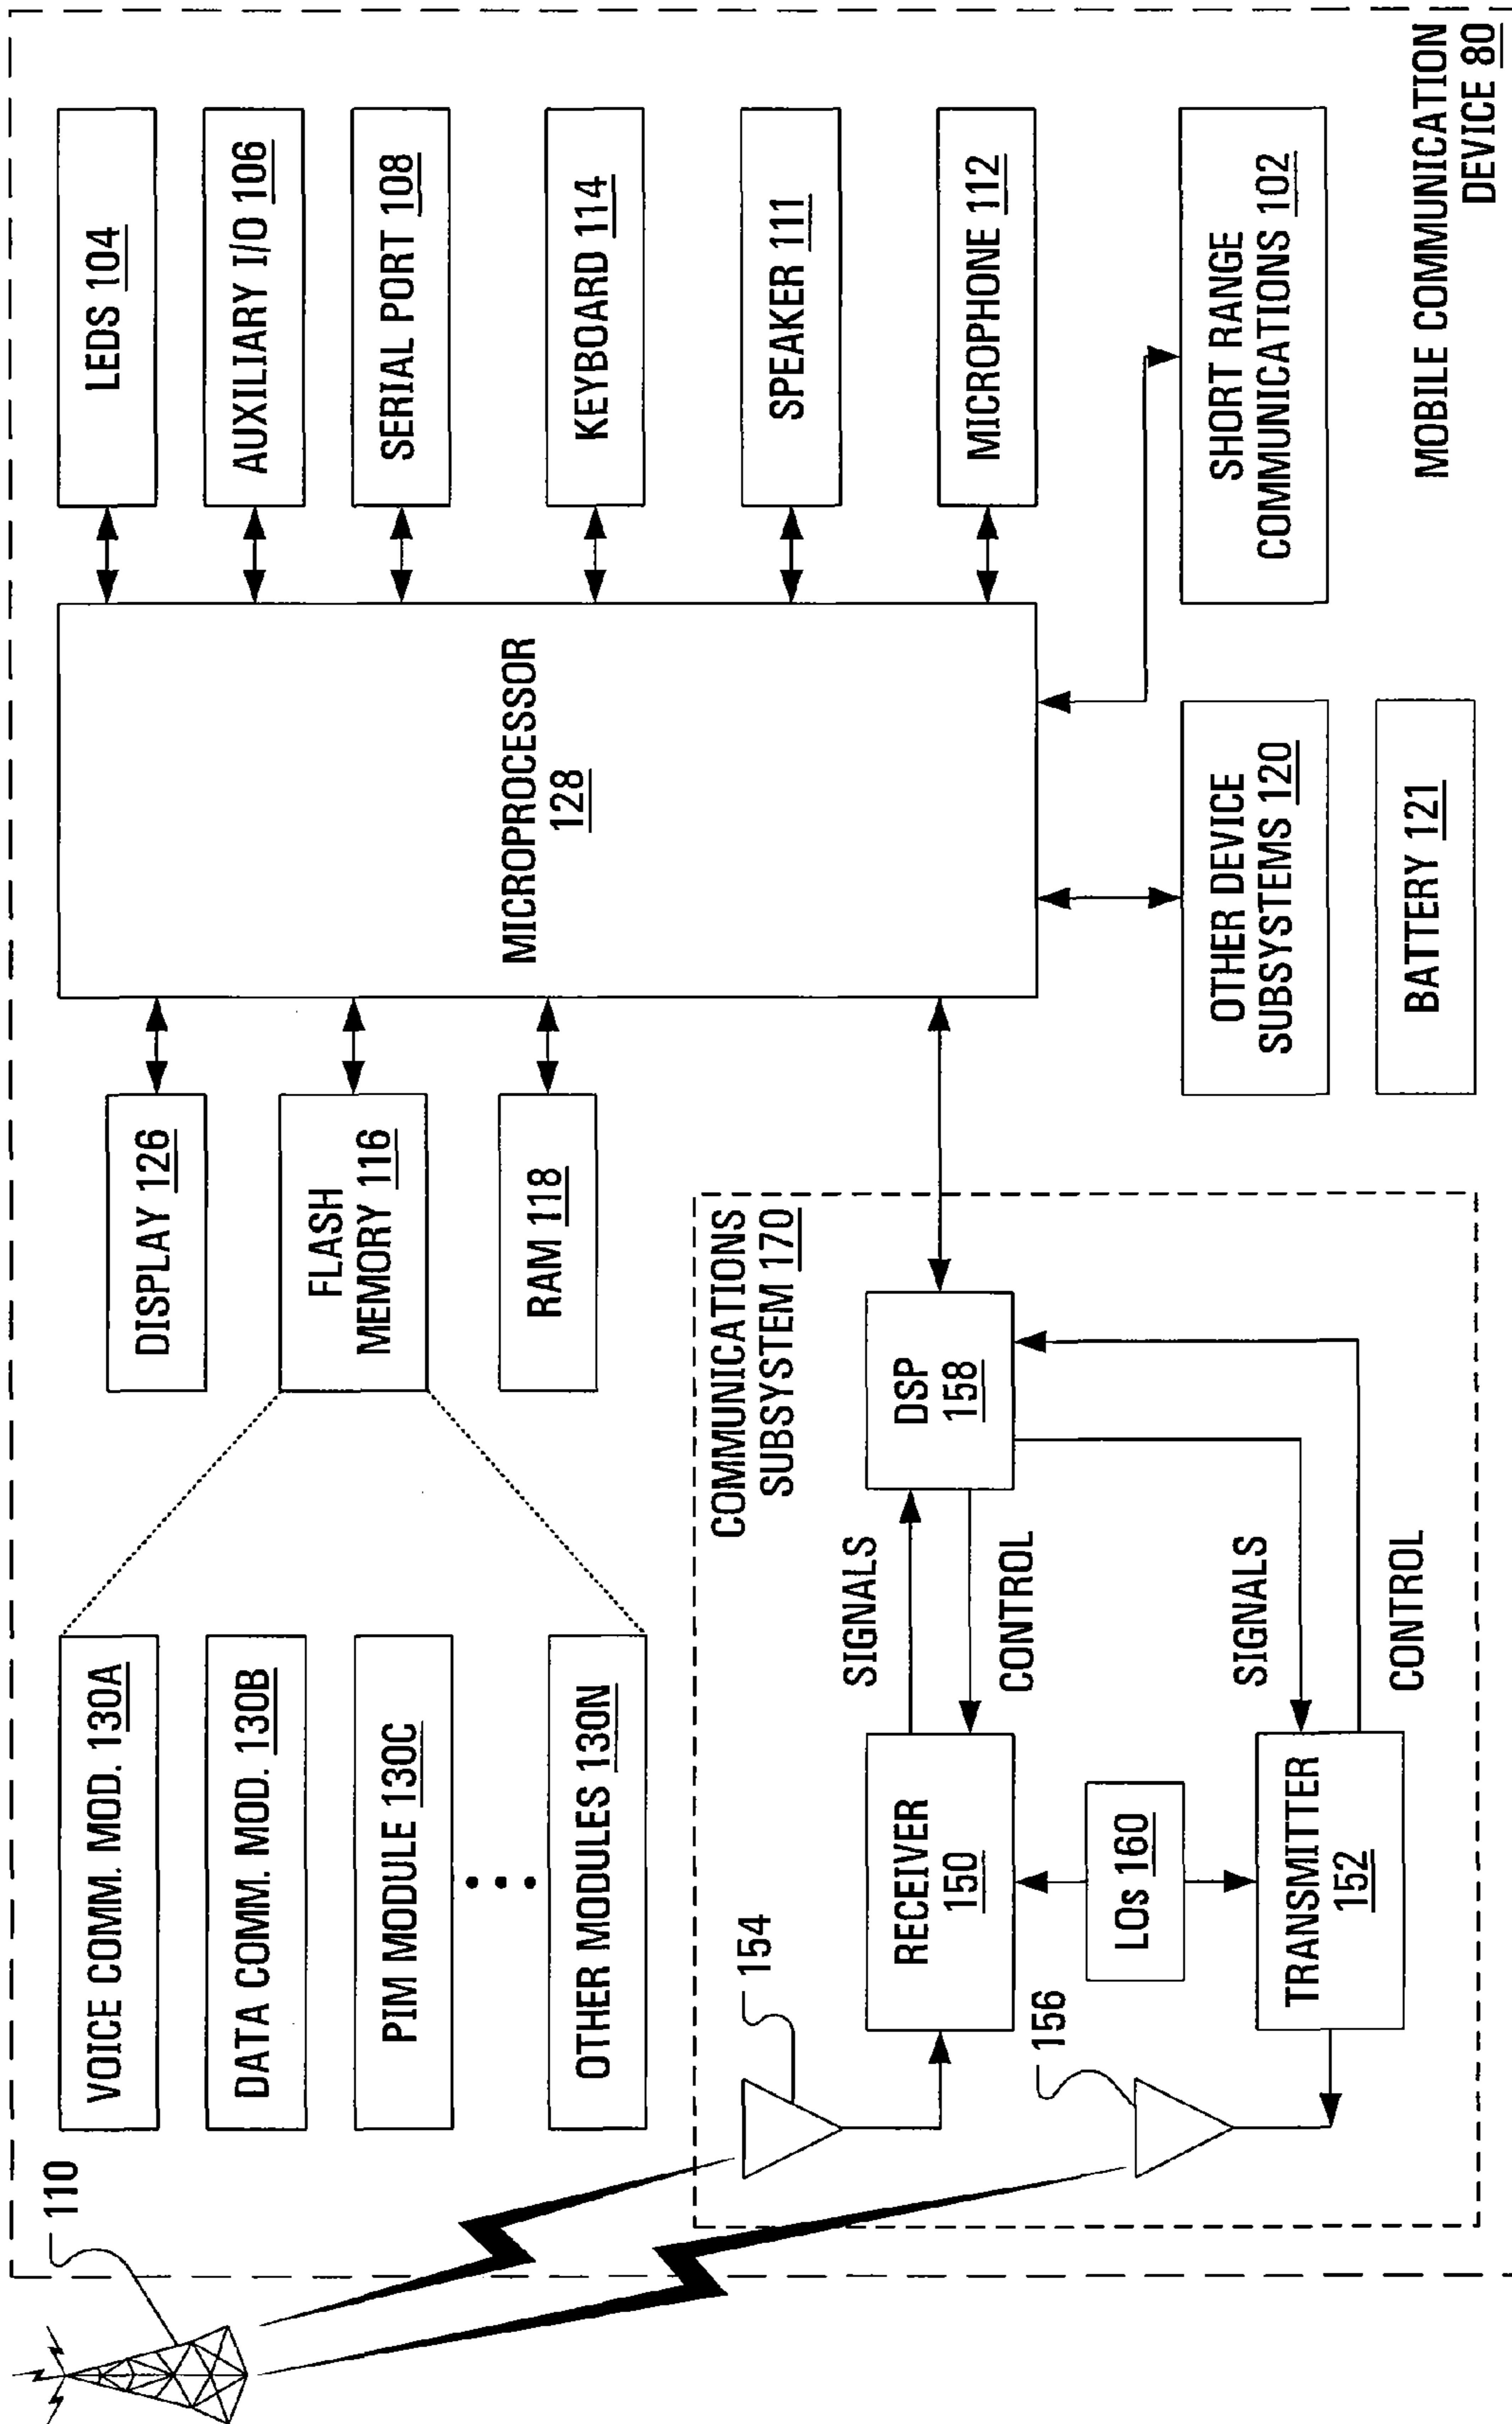 110
VOICE COMM. MOD. 130A
DATA COMM. MOD. 130B
PIM MODULE 130C
OTHER MODULES 130N
DISPLAY 126
FLASH
MEMORY 116
RAM 118
MICROPROCESSOR
128
LEDS 104
AUXILIARY I/O 106
SERIAL PORT 108
KEYBOARD 114
SPEAKER 111
MICROPHONE 112
COMMUNICATIONS
SUBSYSTEM 170
154
SIGNALS
RECEIVER
150
DSP
158
CONTROL
156
LOs 160
SIGNALS
TRANSMITTER
152
CONTROL
OTHER DEVICE
SUBSYSTEMS 120
SHORT RANGE
COMMUNICATIONS 102
BATTERY 121
MOBILE COMMUNICATION
DEVICE 80